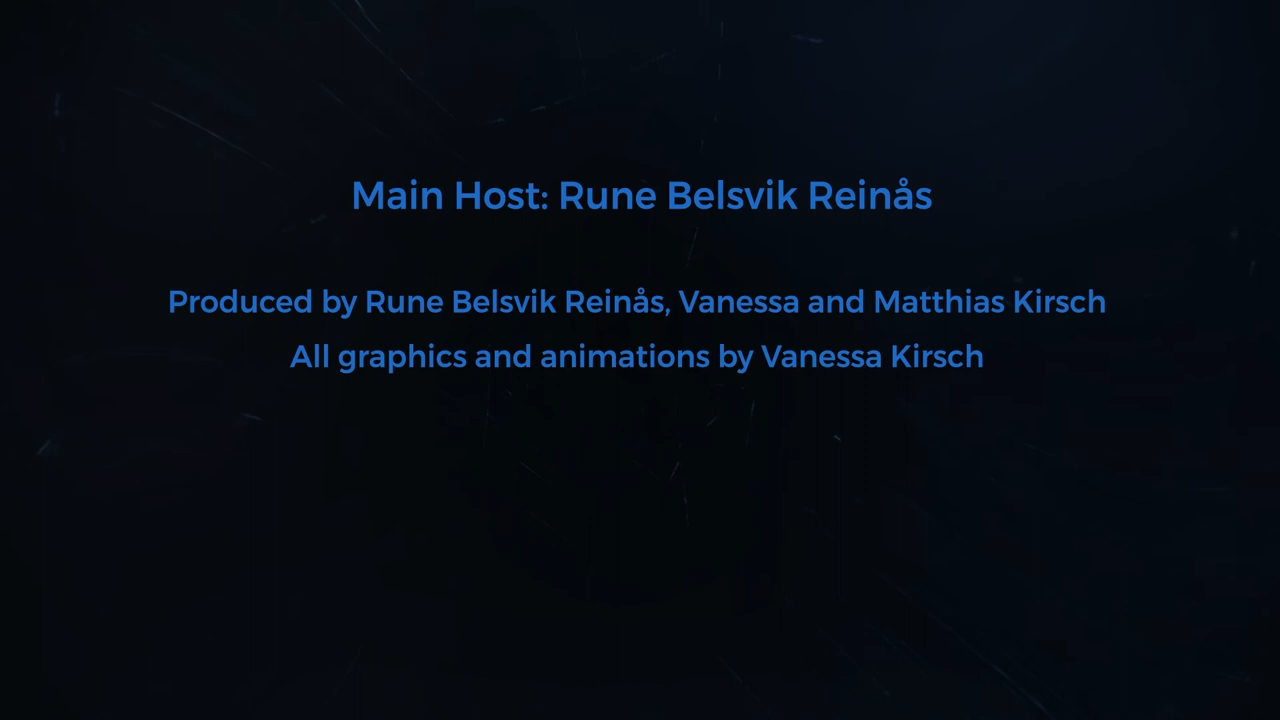 Main Host: Rune Belsvik Reinås
Produced by Rune Belsvik Reinås, Vanessa and Matthias Kirsch
All graphics and animations by Vanessa Kirsch